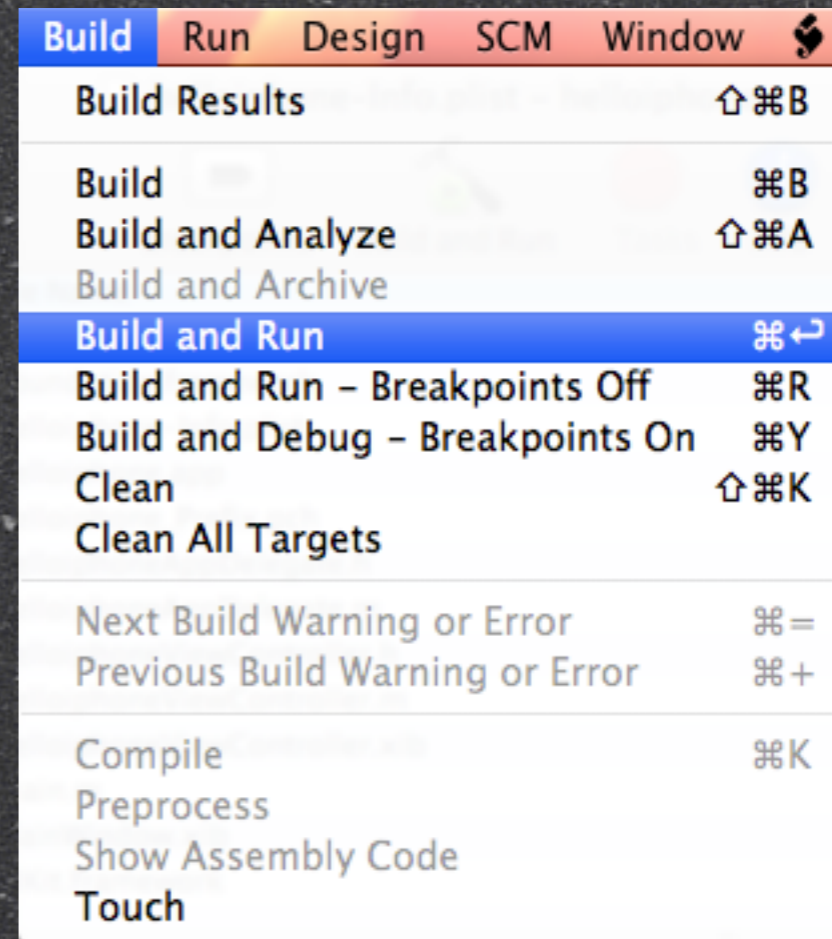 Build Run Design SCM Window
Build Results ⇧⌘B
Build ⌘B
Build and Analyze ⇧⌘A
Build and Archive
Build and Run ⌘↩
Build and Run – Breakpoints Off ⌘R
Build and Debug – Breakpoints On ⌘Y
Clean ⇧⌘K
Clean All Targets
Next Build Warning or Error ⌘=
Previous Build Warning or Error ⌘+
Compile ⌘K
Preprocess
Show Assembly Code
Touch